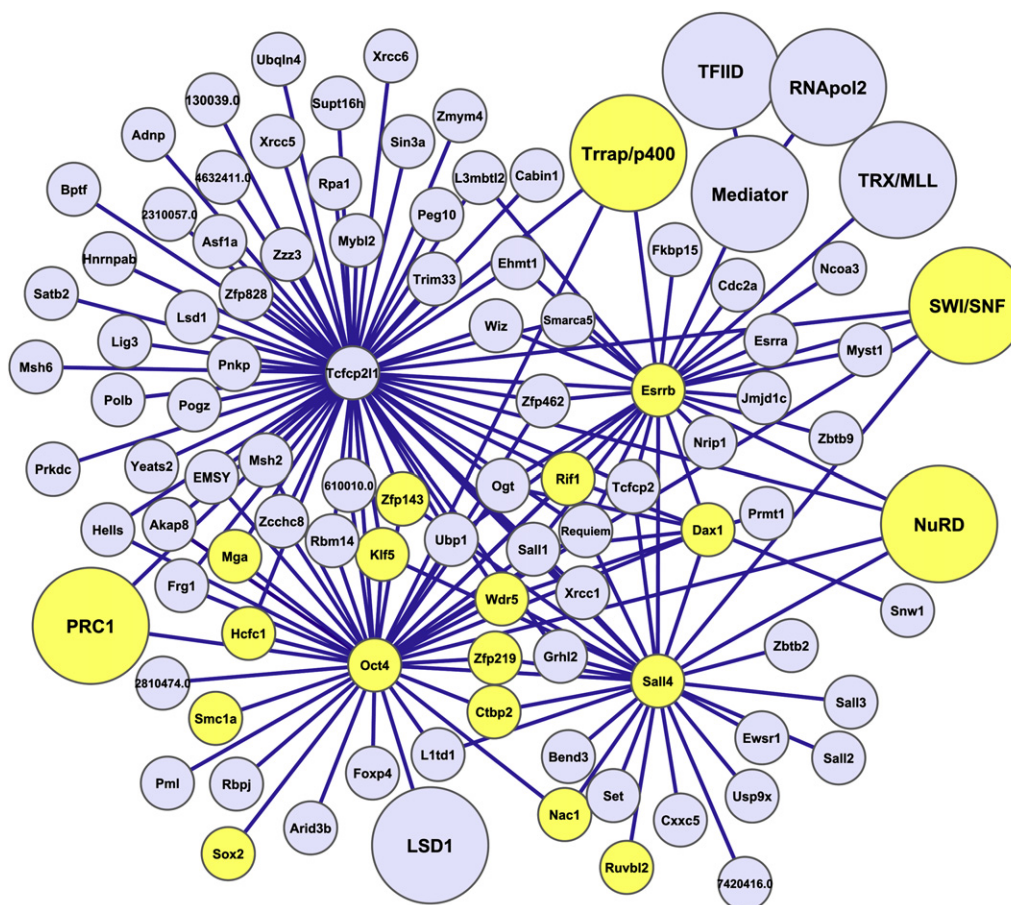 Ubqln4
Xrcc6
TFIID
RNApol2
130039.0
Supt16h
Zmym4
Adnp
Xrcc5
Sin3a
Trrap/p400
4632411.0
Rpa1
L3mbtl2
Cabin1
Mediator
TRX/MLL
Bptf
2310057.0
Peg10
Asf1a
Zzz3
Mybl2
Hnrnpab
Trim33
Ehmt1
Fkbp15
Ncoa3
Satb2
Zfp828
Cdc2a
Lsd1
Wiz
Smarca5
SWI/SNF
Lig3
Esrra
Myst1
Msh6
Pnkp
Tcfcp2l1
Esrrb
Polb
Pogz
Zfp462
Jmjd1c
Nrip1
Zbtb9
Prkdc
Yeats2
EMSY
Msh2
610010.0
Zfp143
Ogt
Rif1
Tcfcp2
Hells
Akap8
Zcchc8
Rbm14
Ubp1
Requiem
Dax1
Prmt1
NuRD
Mga
Klf5
Sall1
Frg1
Wdr5
Xrcc1
Snw1
PRC1
Hcfc1
Oct4
Zfp219
Grhl2
Sall4
Zbtb2
2810474.0
Smc1a
Ctbp2
Sall3
Ewsr1
L1td1
Bend3
Sall2
Pml
Rbpj
Foxp4
Set
Usp9x
Arid3b
Nac1
Cxxc5
LSD1
Sox2
Ruvbl2
7420416.0